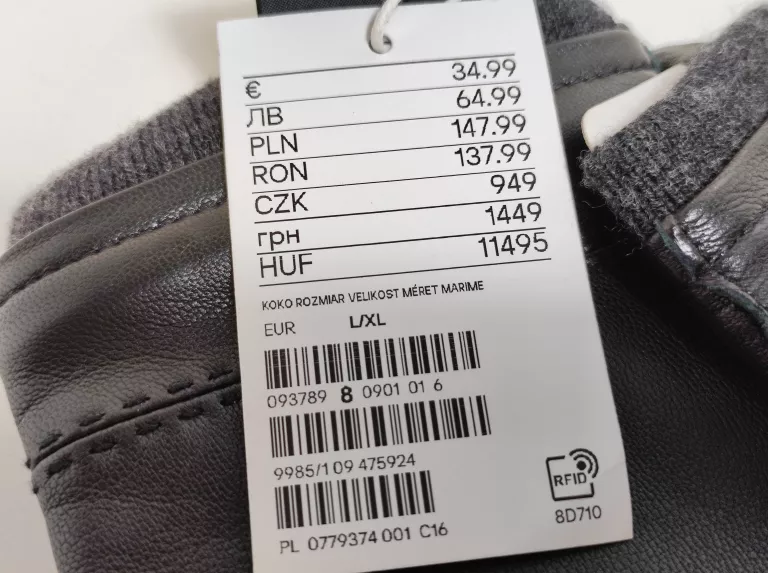 € 34.99
ЛВ 64.99
PLN 147.99
RON 137.99
CZK 949
грн 1449
HUF 11495
KOKO ROZMIAR VELIKOST MÉRET MARIME
EUR L/XL
093789 8 0901 01 6
9985/1 09 475924
PL 0779374 001 C16
RFID
8D710